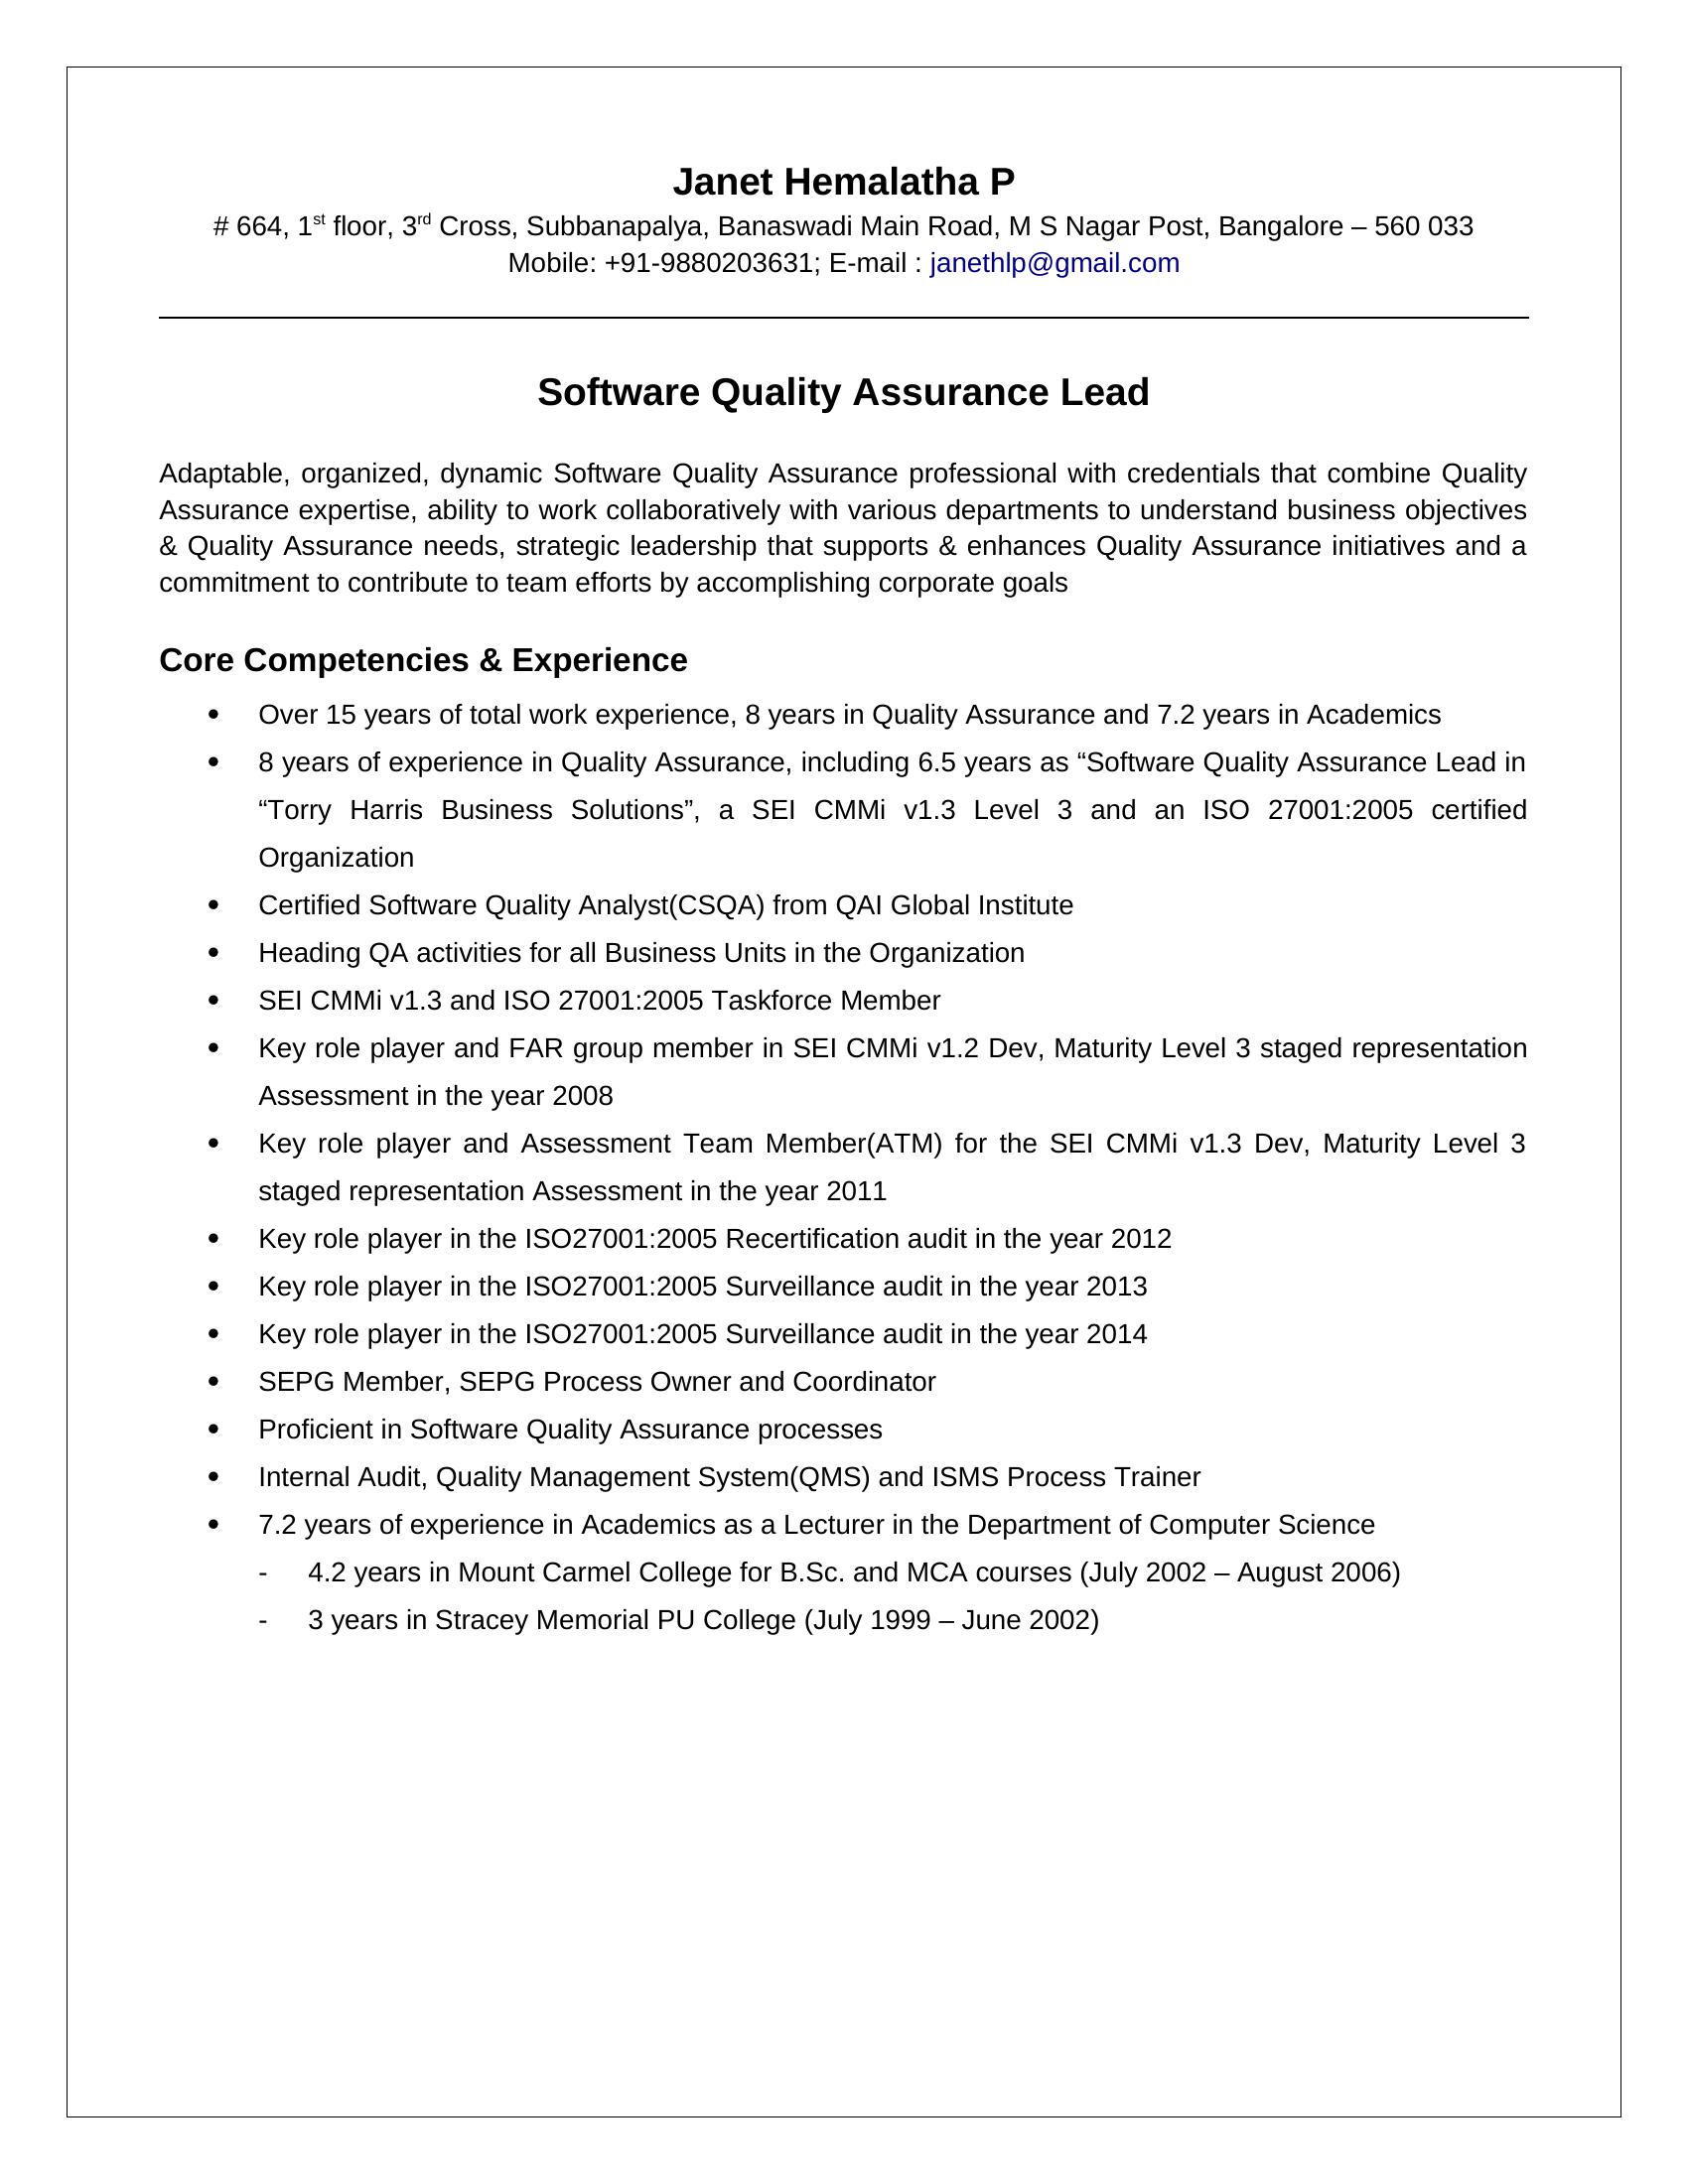 Janet Hemalatha P
# 664, 1st floor, 3rd Cross, Subbanapalya, Banaswadi Main Road, M S Nagar Post, Bangalore – 560 033
Mobile: +91-9880203631; E-mail : janethlp@gmail.com
Software Quality Assurance Lead
Adaptable, organized, dynamic Software Quality Assurance professional with credentials that combine Quality
Assurance expertise, ability to work collaboratively with various departments to understand business objectives
& Quality Assurance needs, strategic leadership that supports & enhances Quality Assurance initiatives and a
commitment to contribute to team efforts by accomplishing corporate goals
Core Competencies & Experience
• Over 15 years of total work experience, 8 years in Quality Assurance and 7.2 years in Academics
• 8 years of experience in Quality Assurance, including 6.5 years as “Software Quality Assurance Lead in
“Torry Harris Business Solutions”, a SEI CMMi v1.3 Level 3 and an ISO 27001:2005 certified
Organization
• Certified Software Quality Analyst(CSQA) from QAI Global Institute
• Heading QA activities for all Business Units in the Organization
• SEI CMMi v1.3 and ISO 27001:2005 Taskforce Member
• Key role player and FAR group member in SEI CMMi v1.2 Dev, Maturity Level 3 staged representation
Assessment in the year 2008
• Key role player and Assessment Team Member(ATM) for the SEI CMMi v1.3 Dev, Maturity Level 3
staged representation Assessment in the year 2011
• Key role player in the ISO27001:2005 Recertification audit in the year 2012
• Key role player in the ISO27001:2005 Surveillance audit in the year 2013
• Key role player in the ISO27001:2005 Surveillance audit in the year 2014
• SEPG Member, SEPG Process Owner and Coordinator
• Proficient in Software Quality Assurance processes
• Internal Audit, Quality Management System(QMS) and ISMS Process Trainer
• 7.2 years of experience in Academics as a Lecturer in the Department of Computer Science
- 4.2 years in Mount Carmel College for B.Sc. and MCA courses (July 2002 – August 2006)
- 3 years in Stracey Memorial PU College (July 1999 – June 2002)